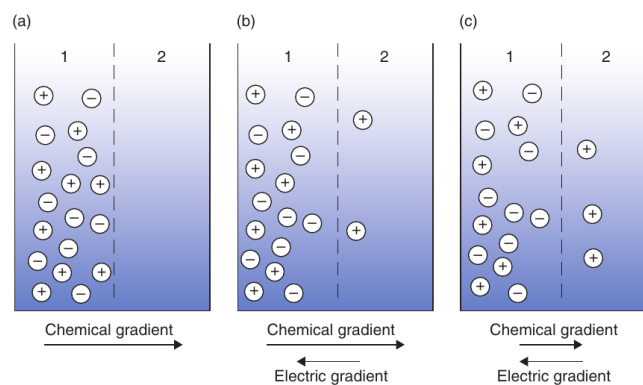 (a)
1 2
Chemical gradient
(b)
1 2
Chemical gradient
Electric gradient
(c)
1 2
Chemical gradient
Electric gradient